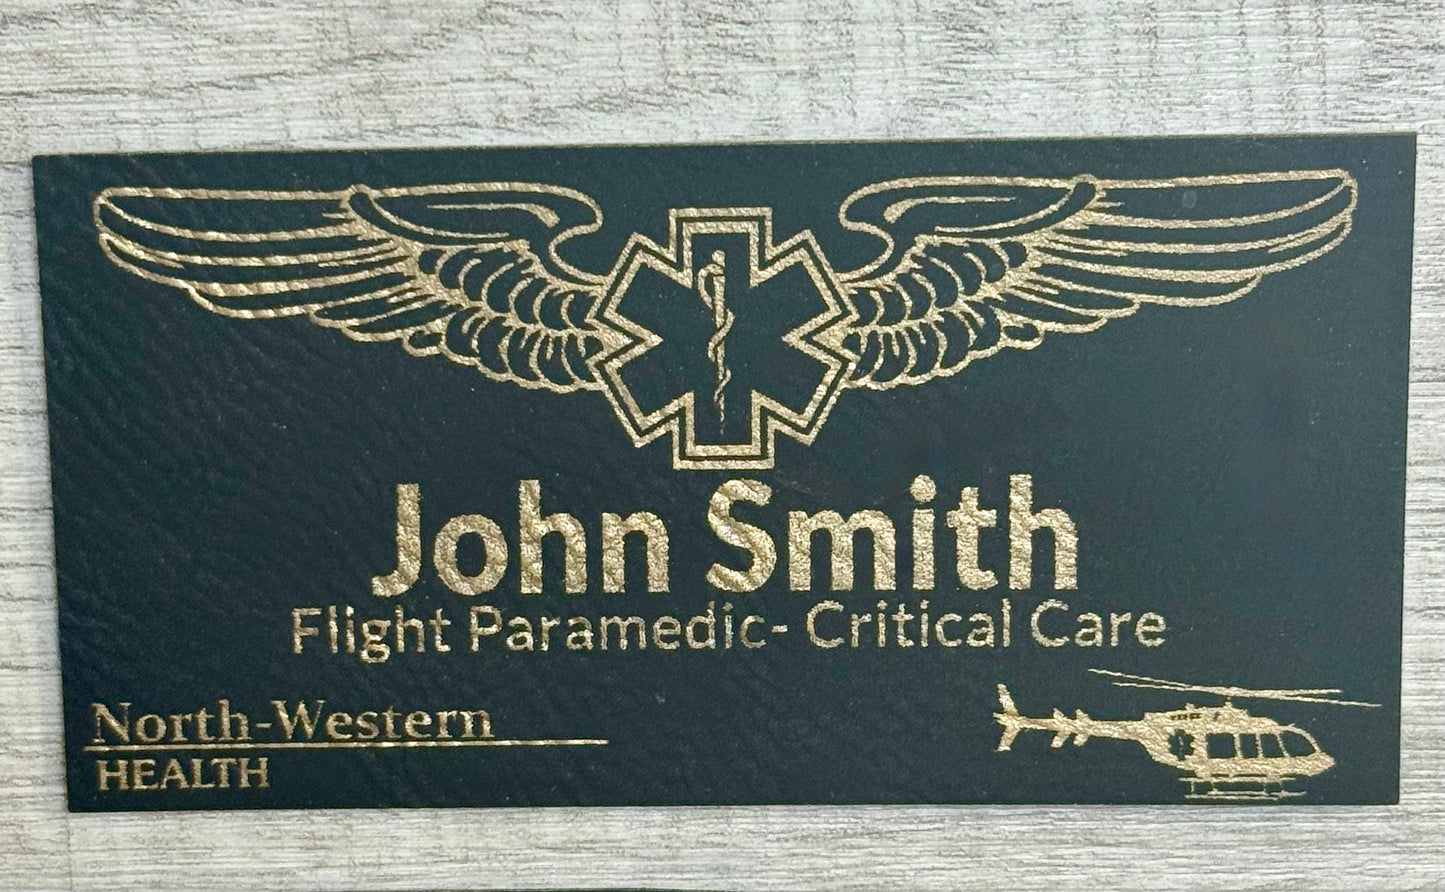 John Smith
Flight Paramedic- Critical Care
North-Western
HEALTH